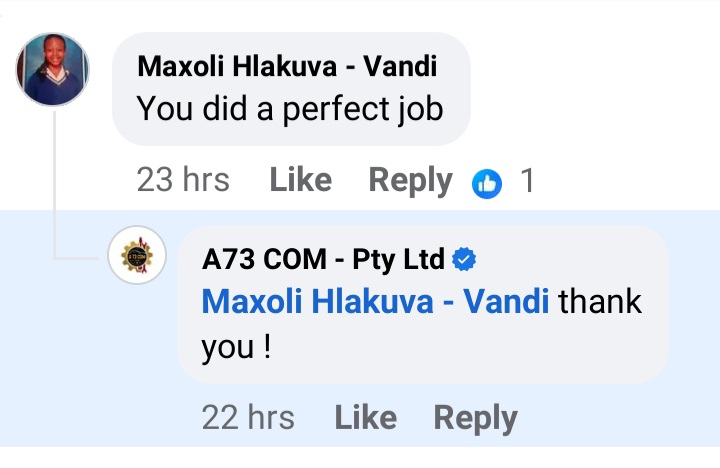 Maxoli Hlakuva - Vandi
You did a perfect job
23 hrs Like Reply 1
A73 COM - Pty Ltd
Maxoli Hlakuva - Vandi thank
you !
22 hrs Like Reply